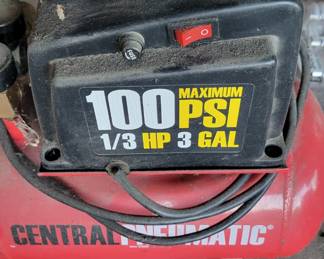 100 MAXIMUM PSI
1/3 HP 3 GAL
CENTRAL PNEUMATIC®